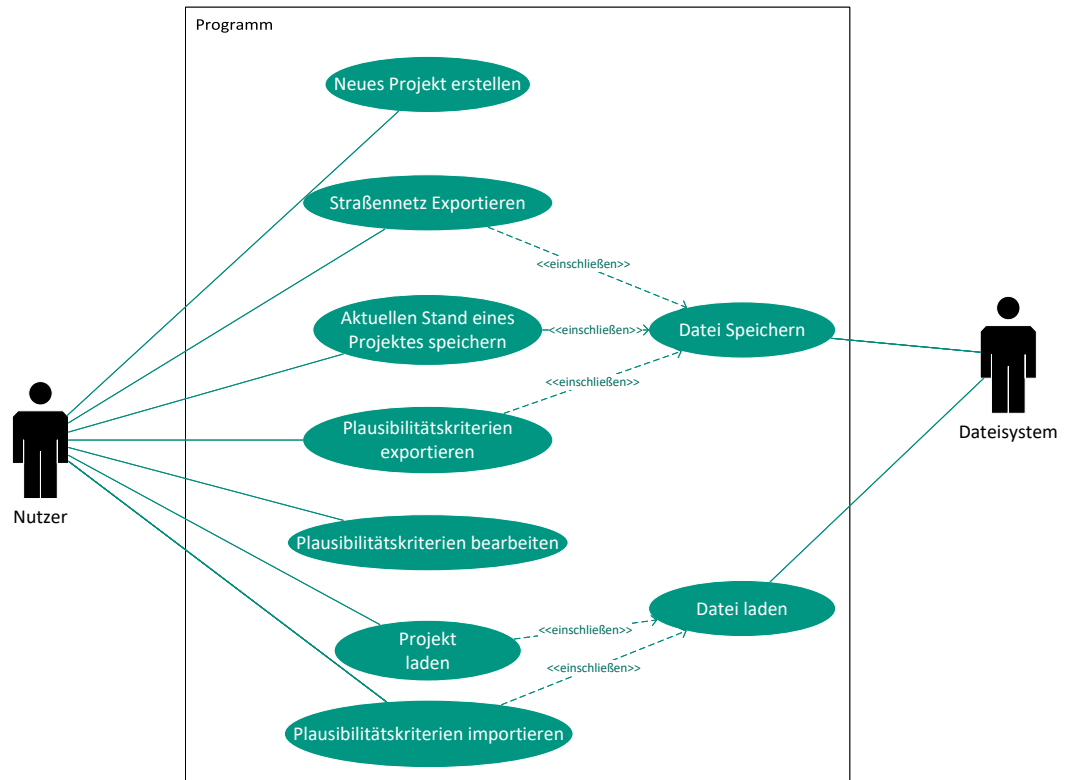 Programm
Neues Projekt erstellen
Straßennetz Exportieren
<<einschließen>>
Aktuellen Stand eines
Projektes speichern
<<einschließen>>
Datei Speichern
<<einschließen>>
Plausibilitätskriterien
exportieren
Dateisystem
Nutzer
Plausibilitätskriterien bearbeiten
Datei laden
<<einschließen>>
Projekt
laden
<<einschließen>>
Plausibilitätskriterien importieren